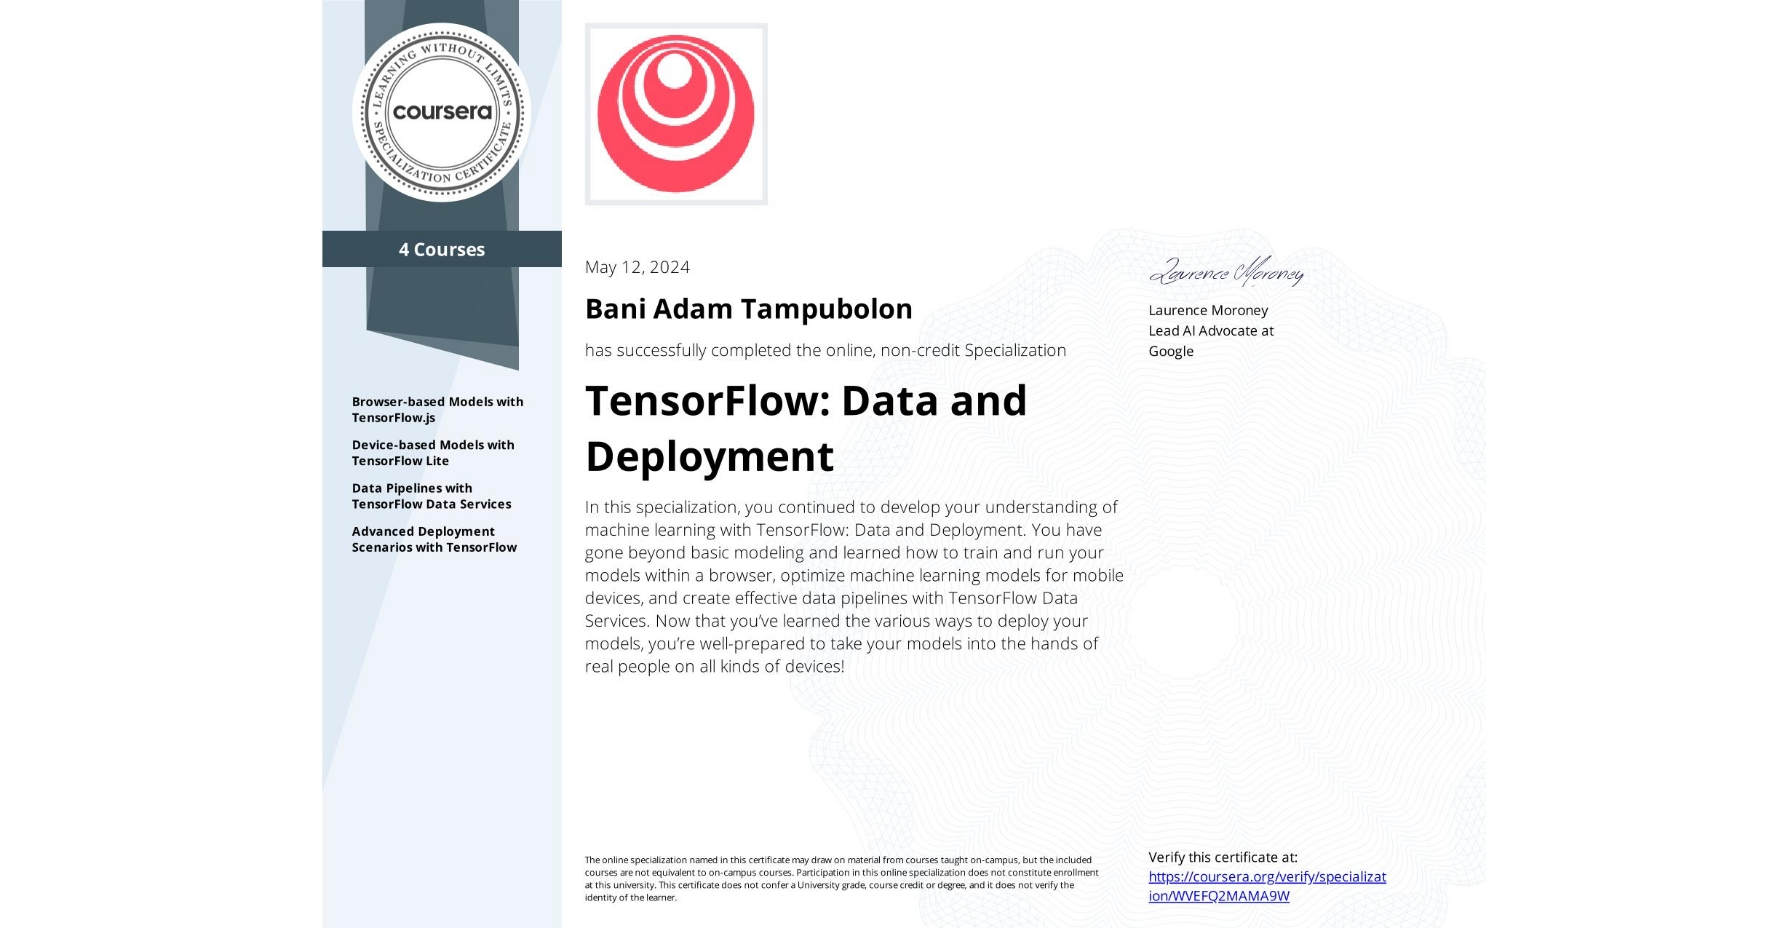 LEARNING WITHOUT LIMITS
coursera
SPECIALIZATION CERTIFICATE
4 Courses
Browser-based Models with
TensorFlow.js
Device-based Models with
TensorFlow Lite
Data Pipelines with
TensorFlow Data Services
Advanced Deployment
Scenarios with TensorFlow
May 12, 2024
Bani Adam Tampubolon
has successfully completed the online, non-credit Specialization
TensorFlow: Data and
Deployment
In this specialization, you continued to develop your understanding of
machine learning with TensorFlow: Data and Deployment. You have
gone beyond basic modeling and learned how to train and run your
models within a browser, optimize machine learning models for mobile
devices, and create effective data pipelines with TensorFlow Data
Services. Now that you’ve learned the various ways to deploy your
models, you’re well-prepared to take your models into the hands of
real people on all kinds of devices!
Laurence Moroney
Laurence Moroney
Lead AI Advocate at
Google
The online specialization named in this certificate may draw on material from courses taught on-campus, but the included
courses are not equivalent to on-campus courses. Participation in this online specialization does not constitute enrollment
at this university. This certificate does not confer a University grade, course credit or degree, and it does not verify the
identity of the learner.
Verify this certificate at:
https://coursera.org/verify/specializat
ion/WVEFQ2MAMA9W